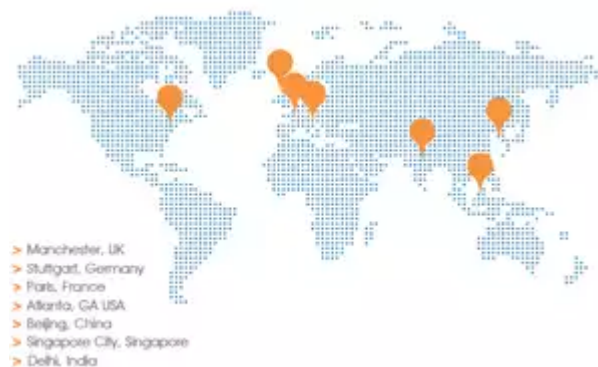 > Manchester, UK
> Stuttgart, Germany
> Paris, France
> Atlanta, GA USA
> Beijing, China
> Singapore City, Singapore
> Delhi, India